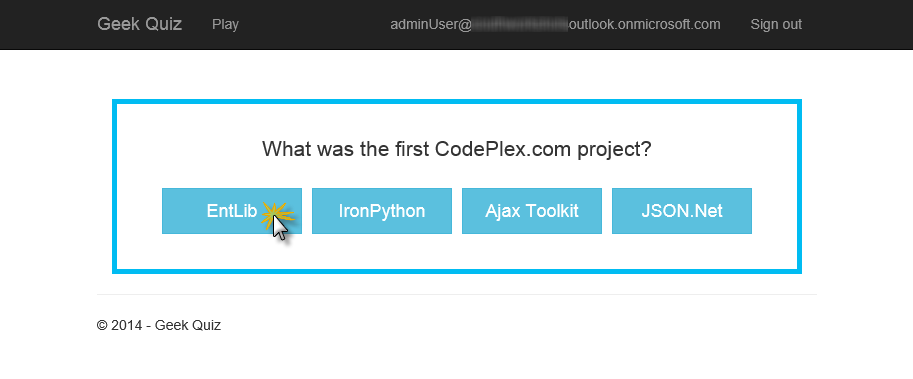 Geek Quiz Play adminUser@ outlook.onmicrosoft.com Sign out
What was the first CodePlex.com project?
EntLib IronPython Ajax Toolkit JSON.Net
© 2014 - Geek Quiz